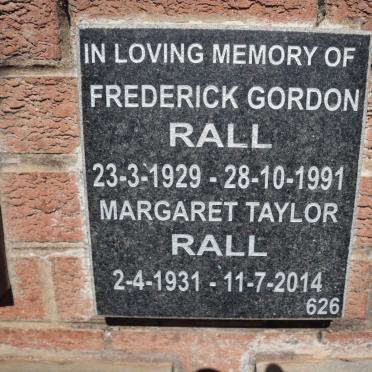 IN LOVING MEMORY OF
FREDERICK GORDON
RALL
23-3-1929 - 28-10-1991
MARGARET TAYLOR
RALL
2-4-1931 - 11-7-2014
626